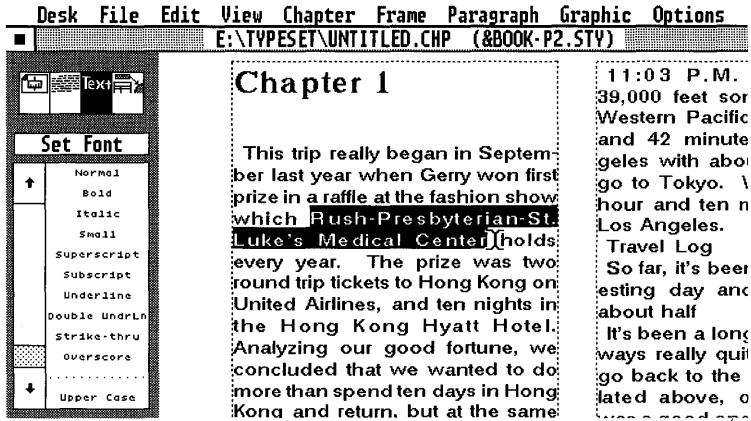 Desk File Edit View Chapter Frame Paragraph Graphic Options
E:\TYPESET\UNTITLED.CHP (&BOOK-P2.STY)
Text
Set Font
Normal
Bold
Italic
Small
Superscript
Subscript
Underline
Double UndrLn
Strike-thru
Overscore
Upper Case
Chapter 1
This trip really began in Septem-
ber last year when Gerry won first
prize in a raffle at the fashion show
which Rush-Presbyterian-St.
Luke's Medical Center holds
every year. The prize was two
round trip tickets to Hong Kong on
United Airlines, and ten nights in
the Hong Kong Hyatt Hotel.
Analyzing our good fortune, we
concluded that we wanted to do
more than spend ten days in Hong
Kong and return, but at the same
11:03 P.M.
39,000 feet
Western Pacific
and 42
geles with
go to Tokyo.
hour and ten
Los Angeles.
Travel Log
So far, it's been
esting day and
about half
It's been a long
ways really
go back to the
lated above,